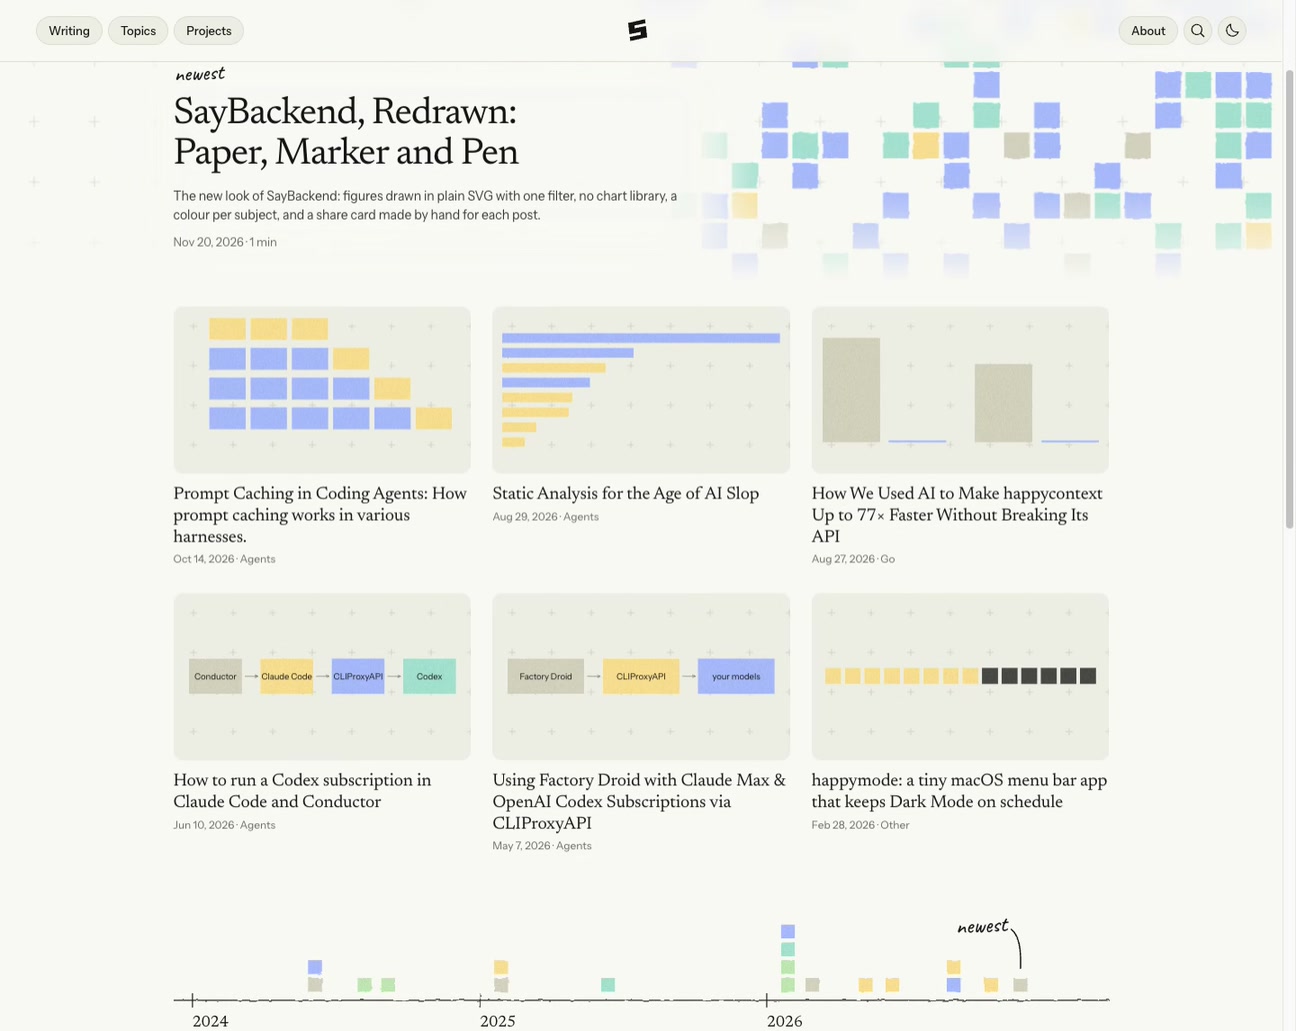 Writing
Topics
Projects
About
newest
SayBackend, Redrawn:
Paper, Marker and Pen
The new look of SayBackend: figures drawn in plain SVG with one filter, no chart library, a
colour per subject, and a share card made by hand for each post.
Nov 20, 2026 · 1 min
Prompt Caching in Coding Agents: How
prompt caching works in various
harnesses.
Oct 14, 2026 · Agents
Static Analysis for the Age of AI Slop
Aug 29, 2026 · Agents
How We Used AI to Make happycontext
Up to 77× Faster Without Breaking Its
API
Aug 27, 2026 · Go
Conductor
Claude Code
CLIProxyAPI
Codex
How to run a Codex subscription in
Claude Code and Conductor
Jun 10, 2026 · Agents
Factory Droid
CLIProxyAPI
your models
Using Factory Droid with Claude Max &
OpenAI Codex Subscriptions via
CLIProxyAPI
May 7, 2026 · Agents
happymode: a tiny macOS menu bar app
that keeps Dark Mode on schedule
Feb 28, 2026 · Other
newest
2024
2025
2026